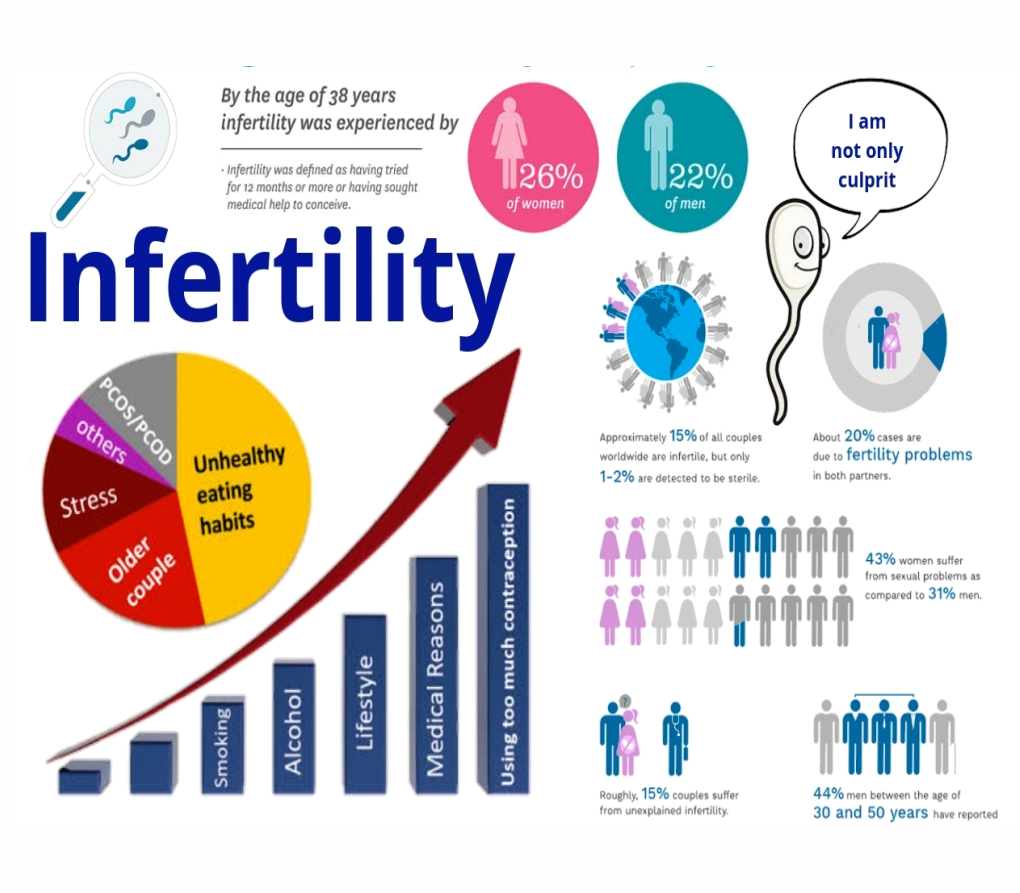 By the age of 38 years
infertility was experienced by
· Infertility was defined as having tried
for 12 months or more or having sought
medical help to conceive.
26%
of women
22%
of men
I am
not only
culprit
Infertility
PCOS/PCOD
others
Stress
Older
couple
Unhealthy
eating
habits
Smoking
Alcohol
Lifestyle
Medical Reasons
Using too much contraception
Approximately 15% of all couples
worldwide are infertile, but only
1-2% are detected to be sterile.
About 20% cases are
due to fertility problems
in both partners.
43% women suffer
from sexual problems as
compared to 31% men.
?
Roughly, 15% couples suffer
from unexplained infertility.
44% men between the age of
30 and 50 years have reported